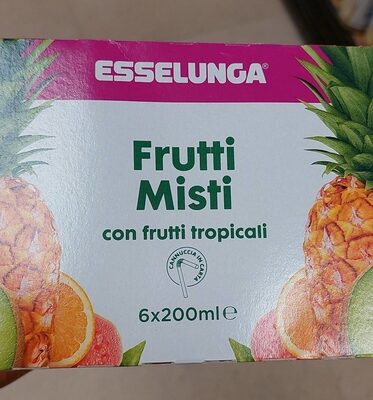 ESSELUNGA®
Frutti
Misti
con frutti tropicali
CANNUCCIA IN CARTA
6x200ml ℮